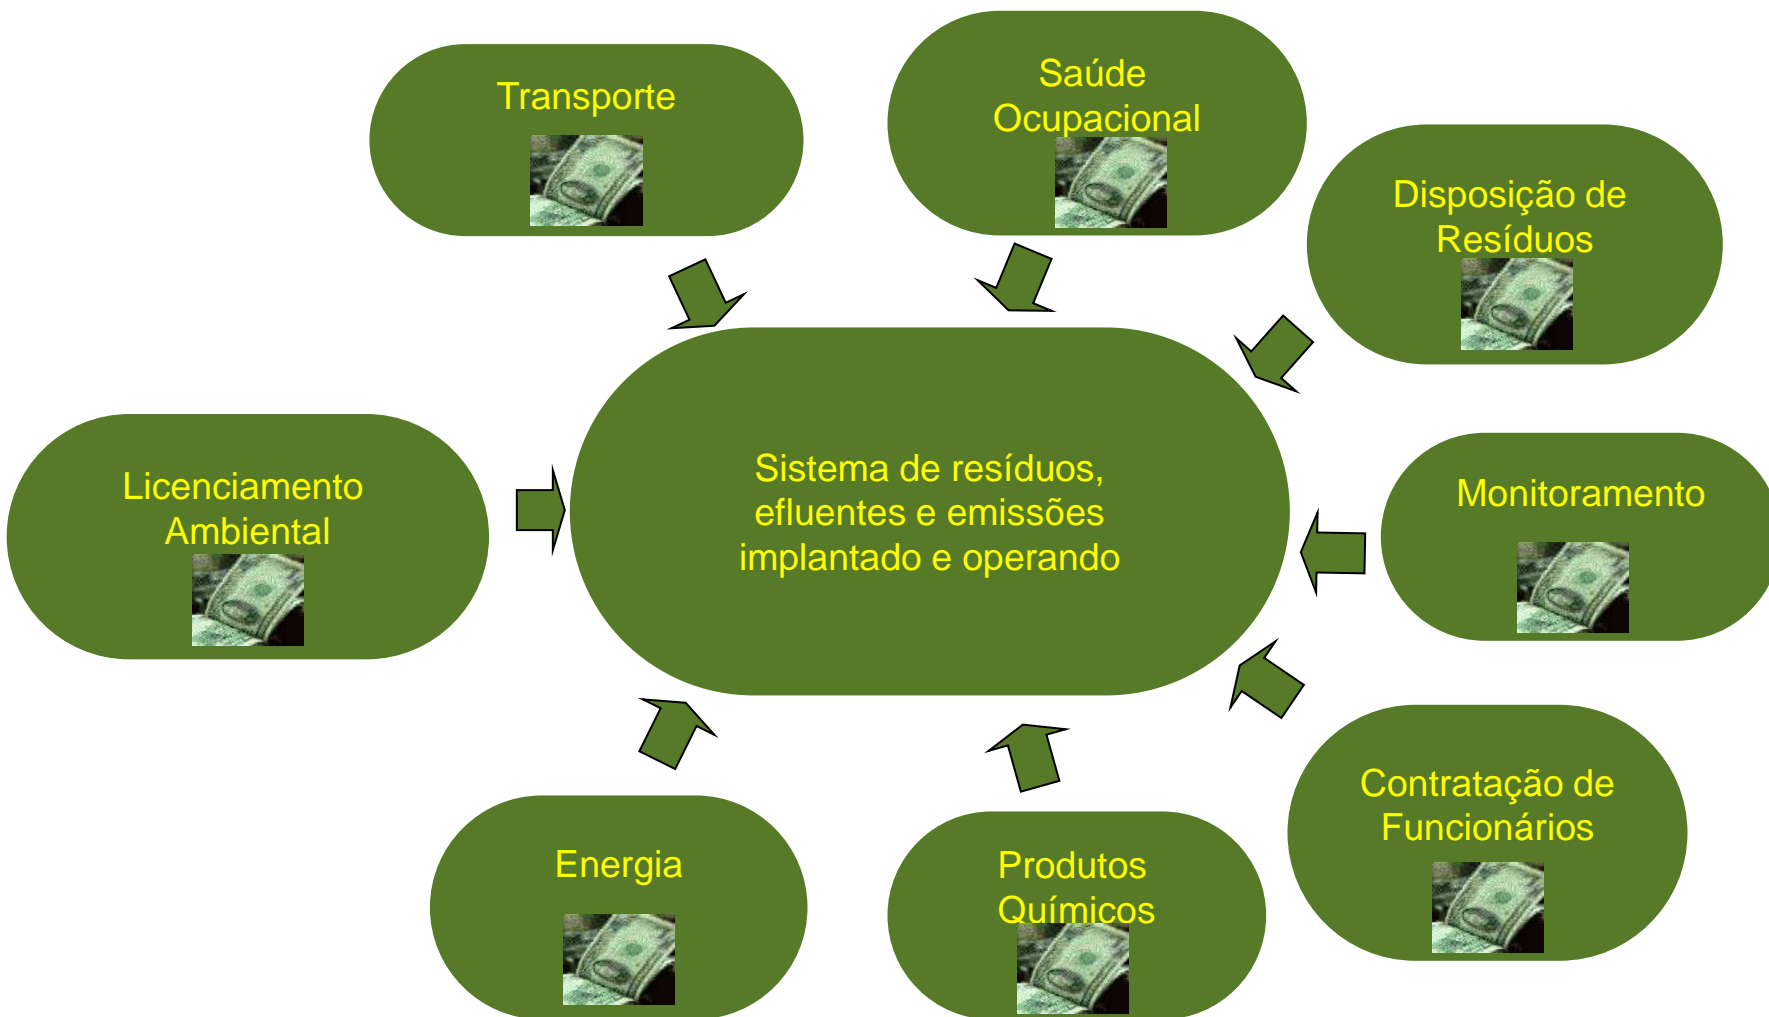 Transporte
Saúde
Ocupacional
Disposição de
Resíduos
Licenciamento
Ambiental
Sistema de resíduos,
efluentes e emissões
implantado e operando
Monitoramento
Contratação de
Funcionários
Energia
Produtos
Químicos